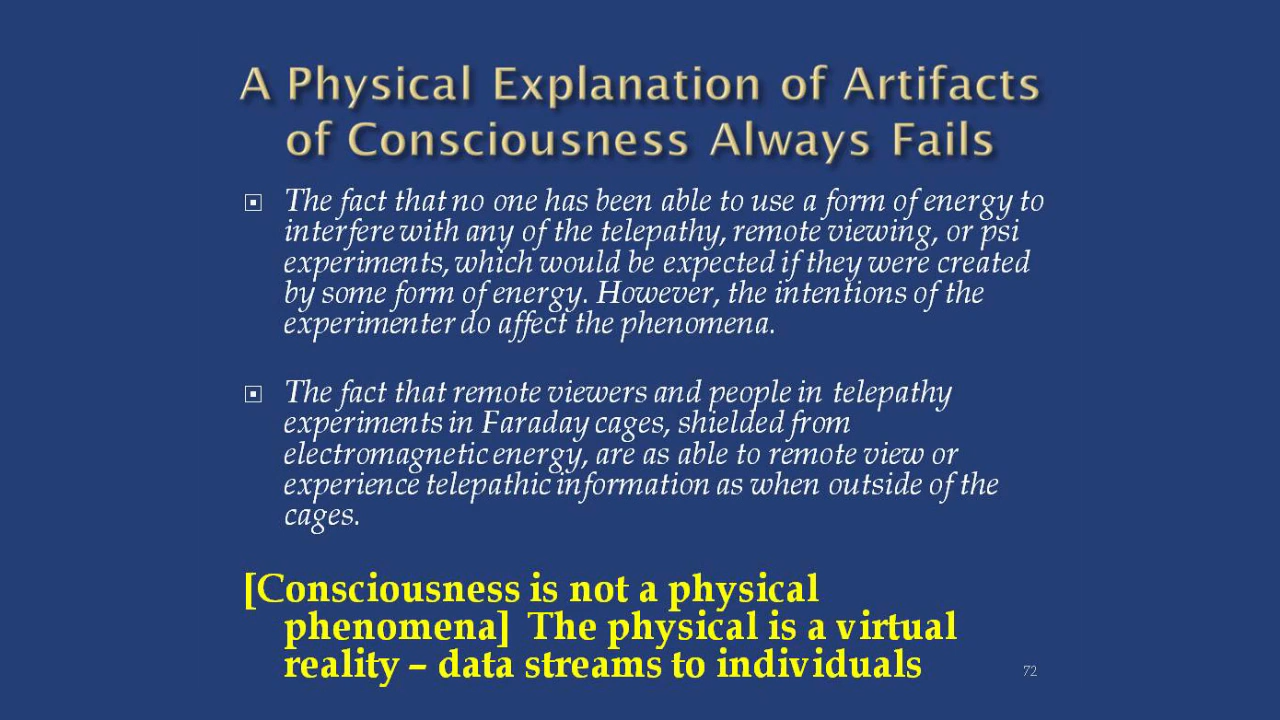 A Physical Explanation of Artifacts
of Consciousness Always Fails
The fact that no one has been able to use a form of energy to
interfere with any of the telepathy, remote viewing, or psi
experiments, which would be expected if they were created
by some form of energy. However, the intentions of the
experimenter do affect the phenomena.
The fact that remote viewers and people in telepathy
experiments in Faraday cages, shielded from
electromagnetic energy, are as able to remote view or
experience telepathic information as when outside of the
cages.
[Consciousness is not a physical
phenomena] The physical is a virtual
reality – data streams to individuals
72